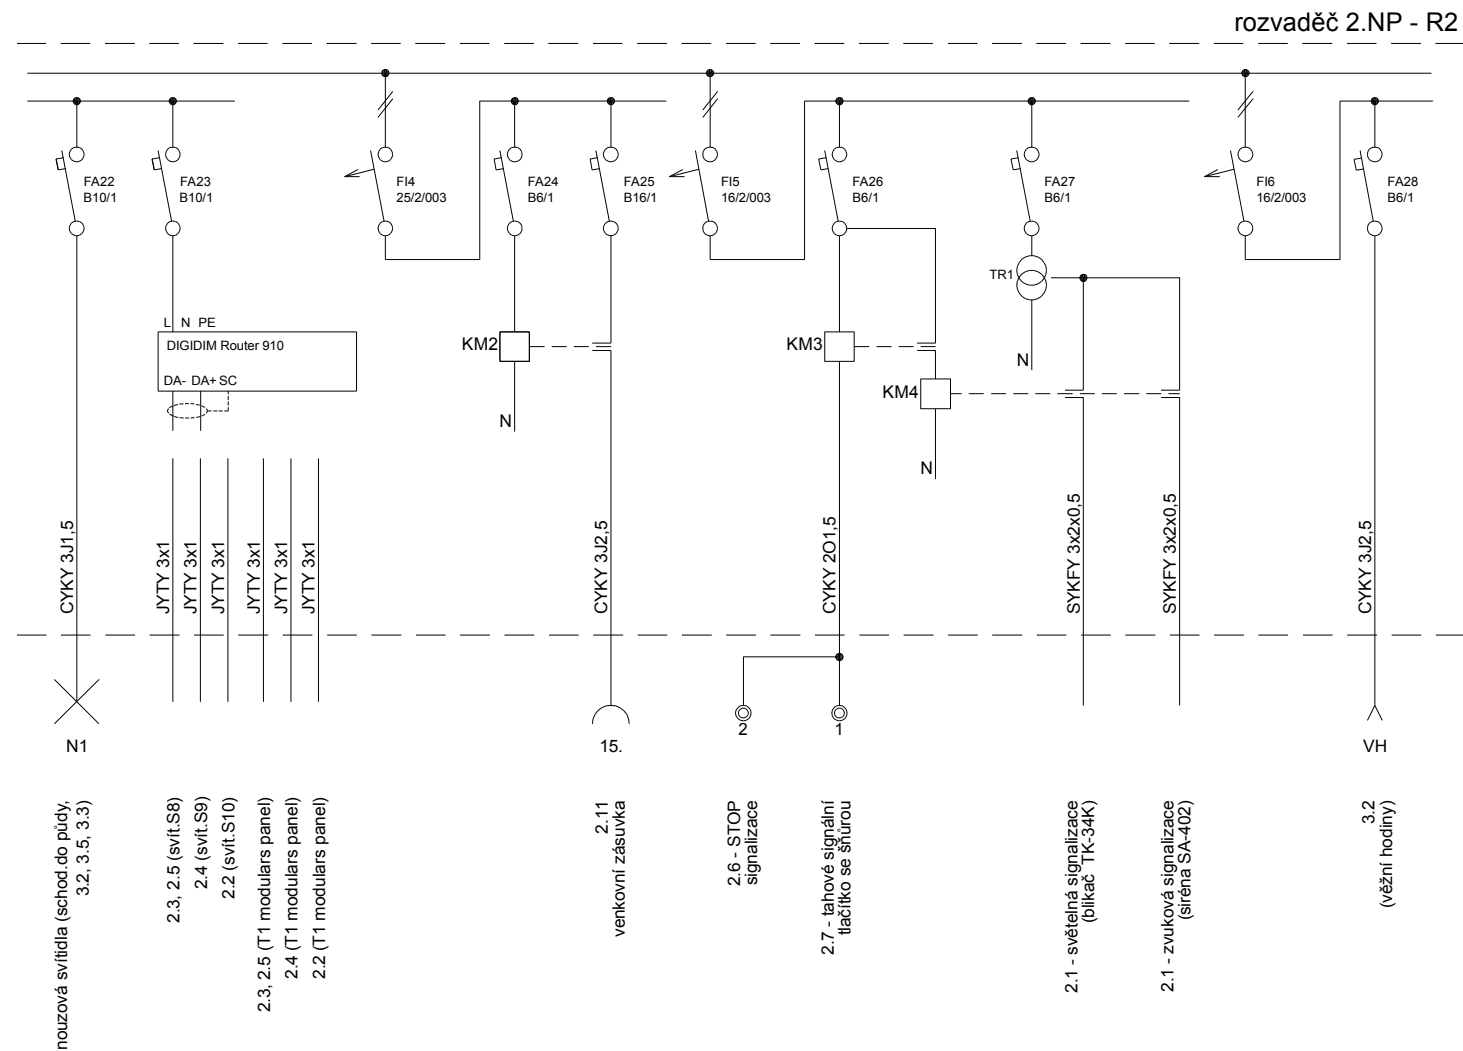 rozvaděč 2.NP - R2
FA22
B10/1
FA23
B10/1
FI4
25/2/003
FA24
B6/1
FA25
B16/1
FI5
16/2/003
FA26
B6/1
FA27
B6/1
FI6
16/2/003
FA28
B6/1
TR1
L N PE
DIGIDIM Router 910
DA- DA+ SC
KM2
KM3
KM4
N
N
N
CYKY 3J1,5
JYTY 3x1
JYTY 3x1
JYTY 3x1
JYTY 3x1
JYTY 3x1
JYTY 3x1
CYKY 3J2,5
CYKY 2O1,5
SYKFY 3x2x0,5
SYKFY 3x2x0,5
CYKY 3J2,5
N1
15.
2
1
VH
nouzová svítidla (schod.do půdy,
3.2, 3.5, 3.3)
2.3, 2.5 (svít.S8)
2.4 (svít.S9)
2.2 (svít.S10)
2.3, 2.5 (T1 modulars panel)
2.4 (T1 modulars panel)
2.2 (T1 modulars panel)
2.11
venkovní zásuvka
2.6 - STOP
signalizace
2.7 - tahové signální
tlačítko se šňůrou
2.1 - světelná signalizace
(blikač TK-34K)
2.1 - zvuková signalizace
(siréna SA-402)
3.2
(věžní hodiny)